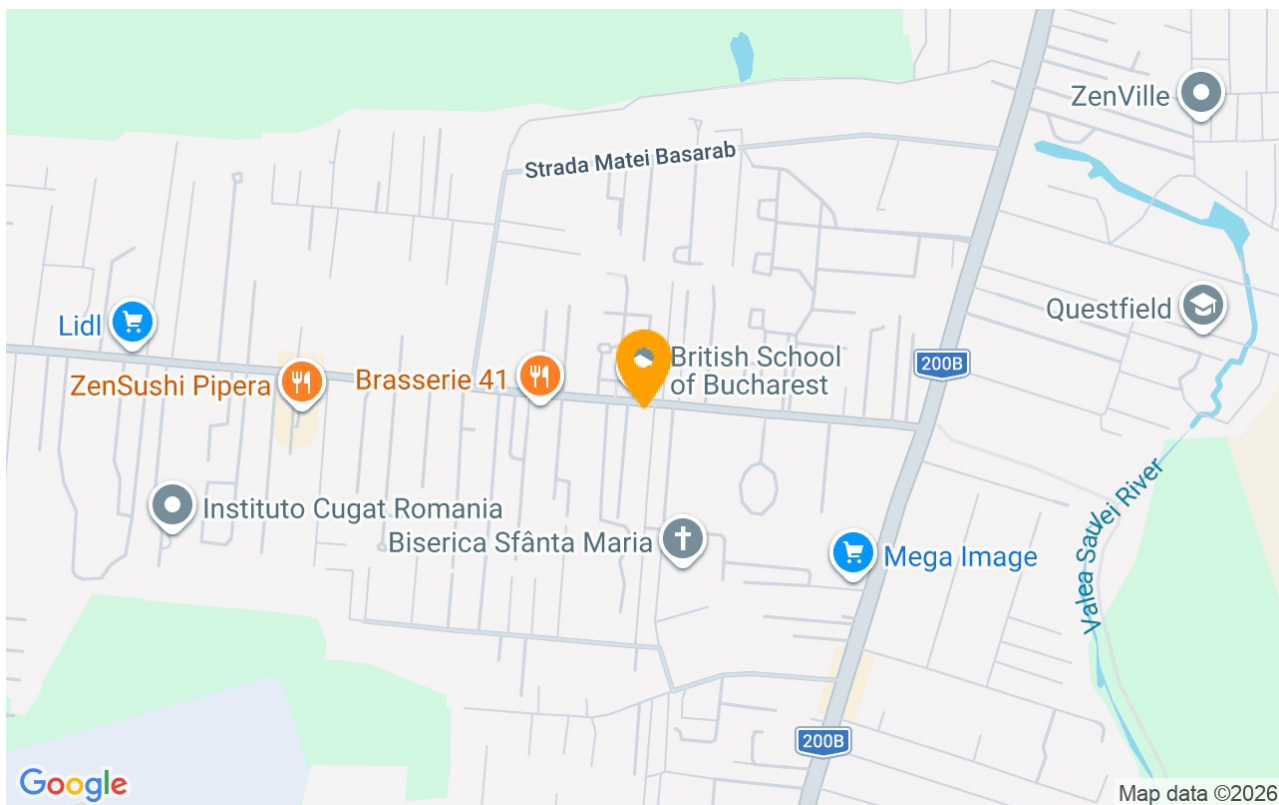 ZenVille
Strada Matei Basarab
Questfield
Lidl
British School
of Bucharest
200B
ZenSushi Pipera
Brasserie 41
Instituto Cugat Romania
Biserica Sfânta Maria
Mega Image
Valea Saulei River
200B
Google
Map data ©2026